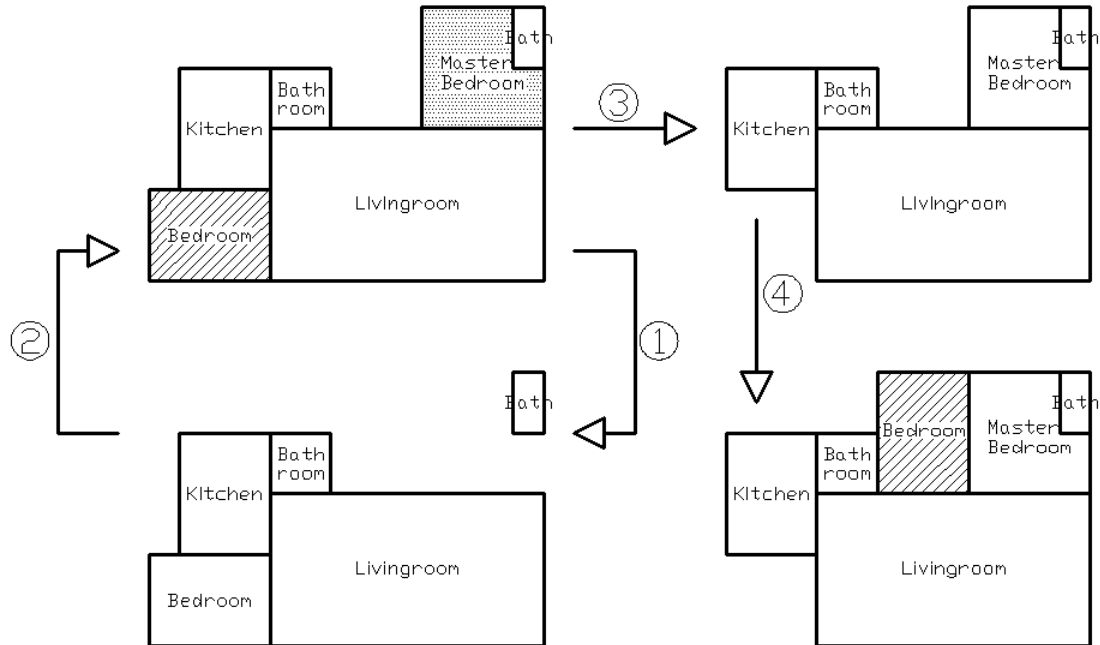 Bath
Master
Bedroom
Bath
room
Kitchen
Livingroom
Bedroom
③
Bath
Master
Bedroom
Bath
room
Kitchen
Livingroom
②
①
④
Bath
Bath
room
Kitchen
Livingroom
Bedroom
Bath
Bedroom
Master
Bedroom
Bath
room
Kitchen
Livingroom